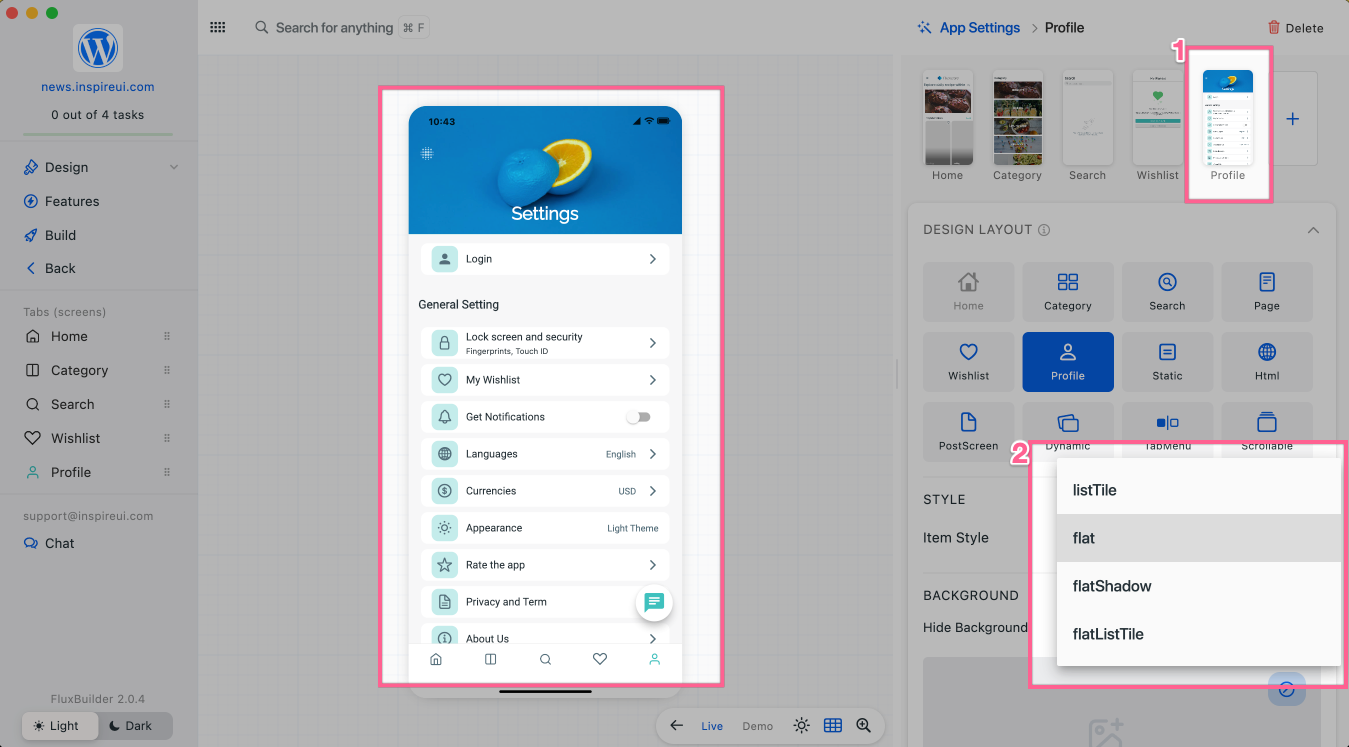 news.inspireui.com
0 out of 4 tasks
Design
Features
Build
Back
Tabs (screens)
Home
Category
Search
Wishlist
Profile
support@inspireui.com
Chat
FluxBuilder 2.0.4
Light
Dark
Search for anything ⌘ F
10:43
Settings
Login
General Setting
Lock screen and security
Fingerprints, Touch ID
My Wishlist
Get Notifications
Languages English
Currencies USD
Appearance Light Theme
Rate the app
Privacy and Term
About Us
Live Demo
App Settings > Profile
Delete
1
Home Category Search Wishlist Profile
DESIGN LAYOUT
Home Category Search Page
Wishlist Profile Static Html
PostScreen Dynamic TabMenu Scrollable
2
STYLE
Item Style
listTile
flat
flatShadow
flatListTile
BACKGROUND
Hide Background